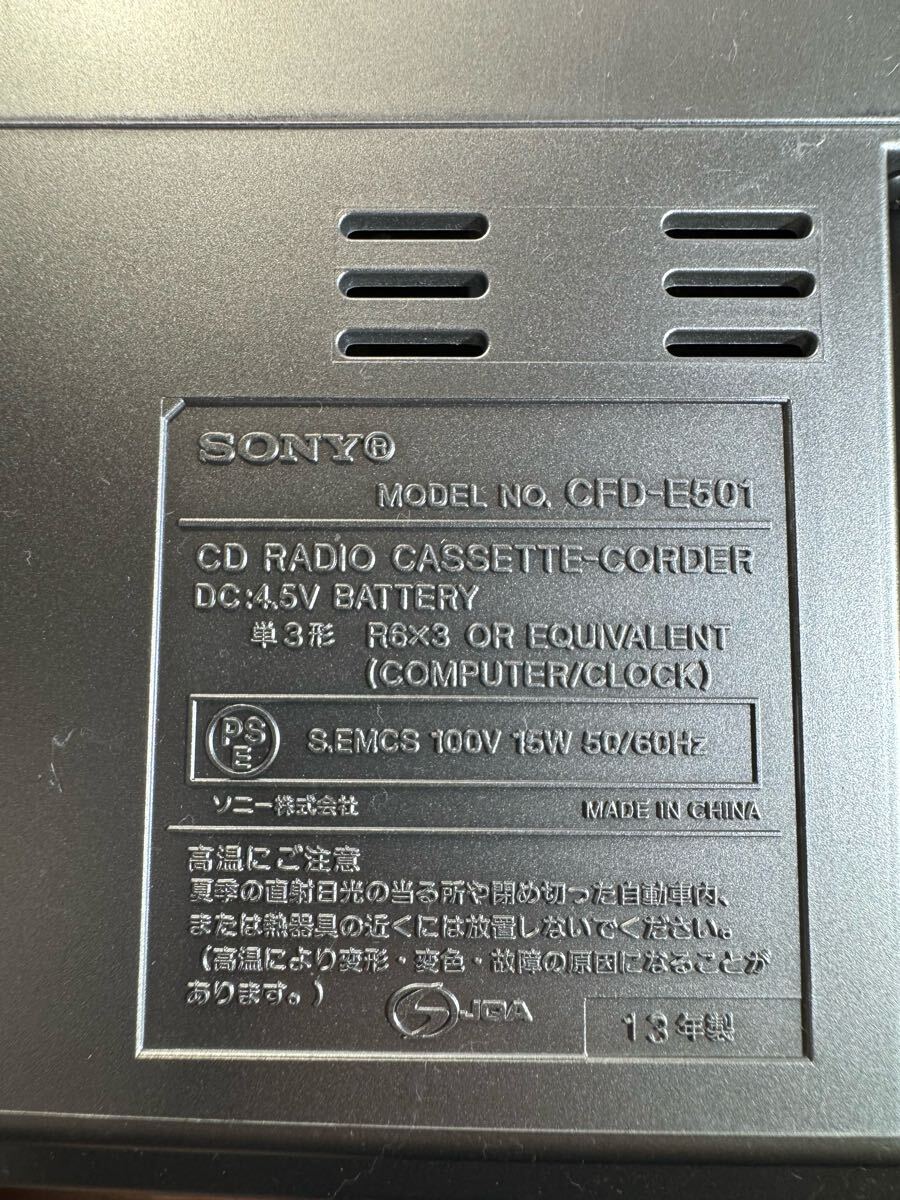 SONY®
MODEL NO. CFD-E501
CD RADIO CASSETTE-CORDER
DC:4.5V BATTERY
単3形 R6×3 OR EQUIVALENT
(COMPUTER/CLOCK)
PSE S.EMCS 100V 15W 50/60Hz
ソニー株式会社 MADE IN CHINA
高温にご注意
夏季の直射日光の当る所や閉め切った自動車内、
または熱器具の近くには放置しないでください。
(高温により変形・変色・故障の原因になることが
あります。)
S-JQA 13年製